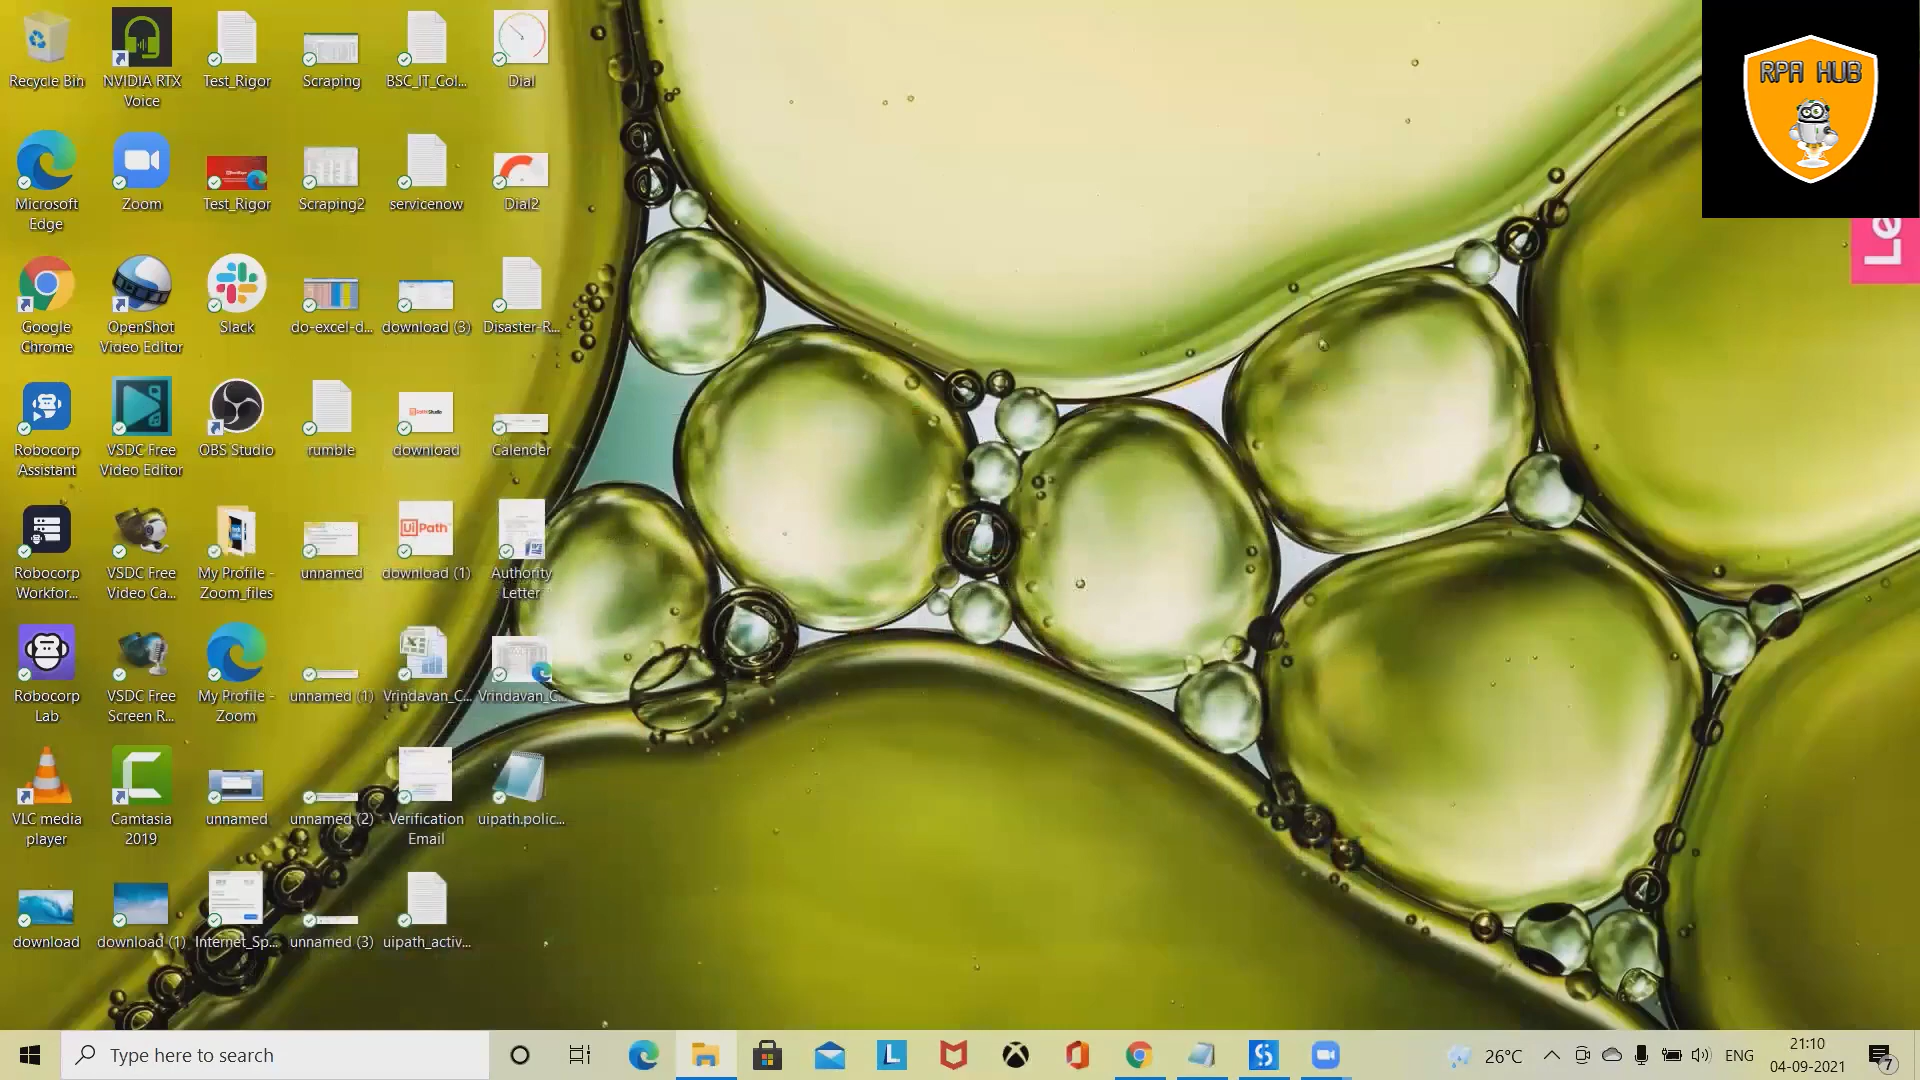 Recycle Bin
NVIDIA RTX
Voice
Test_Rigor
Scraping
BSC_IT_Col...
Dial
RPA HUB
Microsoft
Edge
Zoom
Test_Rigor
Scraping2
servicenow
Dial2
Le
Google
Chrome
OpenShot
Video Editor
Slack
do-excel-d...
download (3)
Disaster-R...
Robocorp
Assistant
VSDC Free
Video Editor
OBS Studio
rumble
download
Calender
Robocorp
Workfor...
VSDC Free
Video Ca...
My Profile -
Zoom_files
unnamed
UiPath
download (1)
Authority
Letter
Robocorp
Lab
VSDC Free
Screen R...
My Profile -
Zoom
unnamed (1)
Vrindavan_C...
Vrindavan_C...
VLC media
player
Camtasia
2019
unnamed
unnamed (2)
Verification
Email
uipath.polic...
download
download (1)
Internet_Sp...
unnamed (3)
uipath_activ...
Type here to search
26°C
ENG
21:10
04-09-2021
7